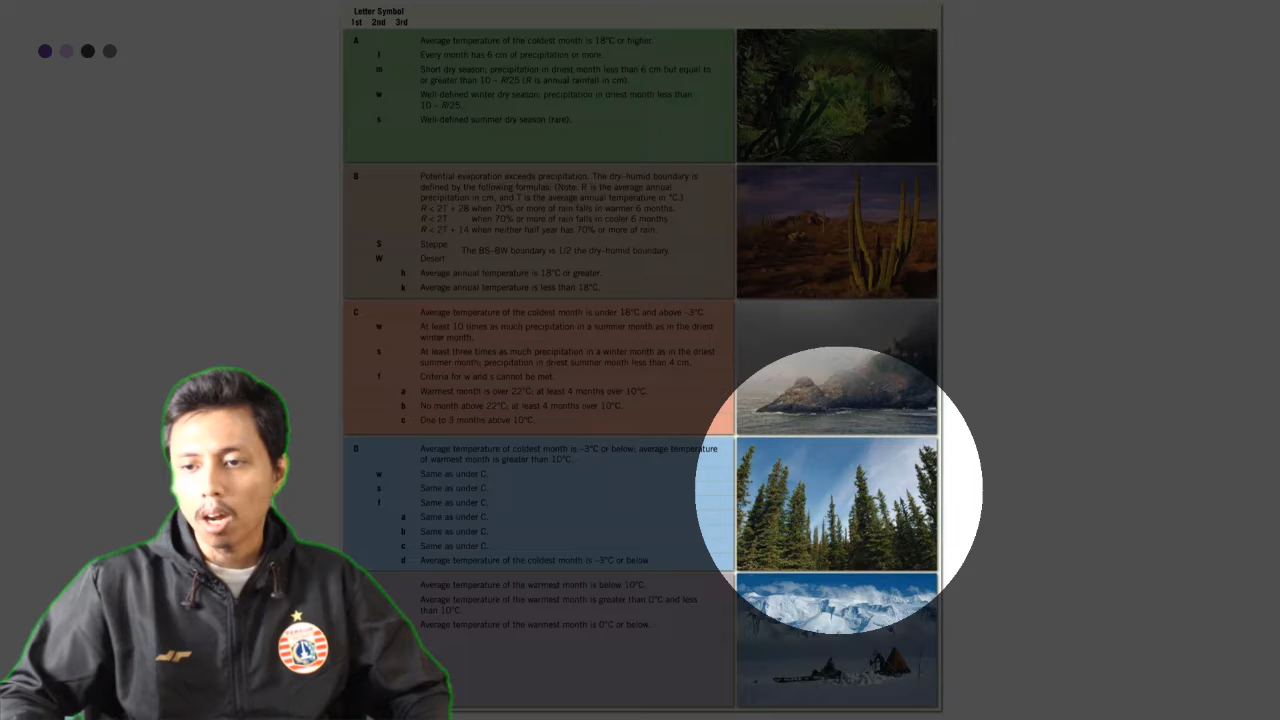 Letter Symbol
1st 2nd 3rd
A Average temperature of the coldest month is 18°C or higher.
f Every month has 6 cm of precipitation or more.
m Short dry season; precipitation in driest month less than 6 cm but equal to
or greater than 10 – R/25 (R is annual rainfall in cm).
w Well-defined winter dry season; precipitation in driest month less than
10 – R/25.
s Well-defined summer dry season (rare).
B Potential evaporation exceeds precipitation. The dry–humid boundary is
defined by the following formulas: (Note: R is the average annual
precipitation in cm, and T is the average annual temperature in °C.)
R < 2T + 28 when 70% or more of rain falls in warmer 6 months.
R < 2T when 70% or more of rain falls in cooler 6 months.
R < 2T + 14 when neither half year has 70% or more of rain.
S Steppe
The BS–BW boundary is 1/2 the dry–humid boundary.
W Desert
h Average annual temperature is 18°C or greater.
k Average annual temperature is less than 18°C.
C Average temperature of the coldest month is under 18°C and above –3°C.
w At least 10 times as much precipitation in a summer month as in the driest
winter month.
s At least three times as much precipitation in a winter month as in the driest
summer month; precipitation in driest summer month less than 4 cm.
f Criteria for w and s cannot be met.
a Warmest month is over 22°C; at least 4 months over 10°C.
b No month above 22°C; at least 4 months over 10°C.
c One to 3 months above 10°C.
D Average temperature of coldest month is –3°C or below; average temperature
of warmest month is greater than 10°C.
w Same as under C.
s Same as under C.
f Same as under C.
a Same as under C.
b Same as under C.
c Same as under C.
d Average temperature of the coldest month is –3°C or below
Average temperature of the warmest month is below 10°C.
Average temperature of the warmest month is greater than 0°C and less
than 10°C.
Average temperature of the warmest month is 0°C or below.